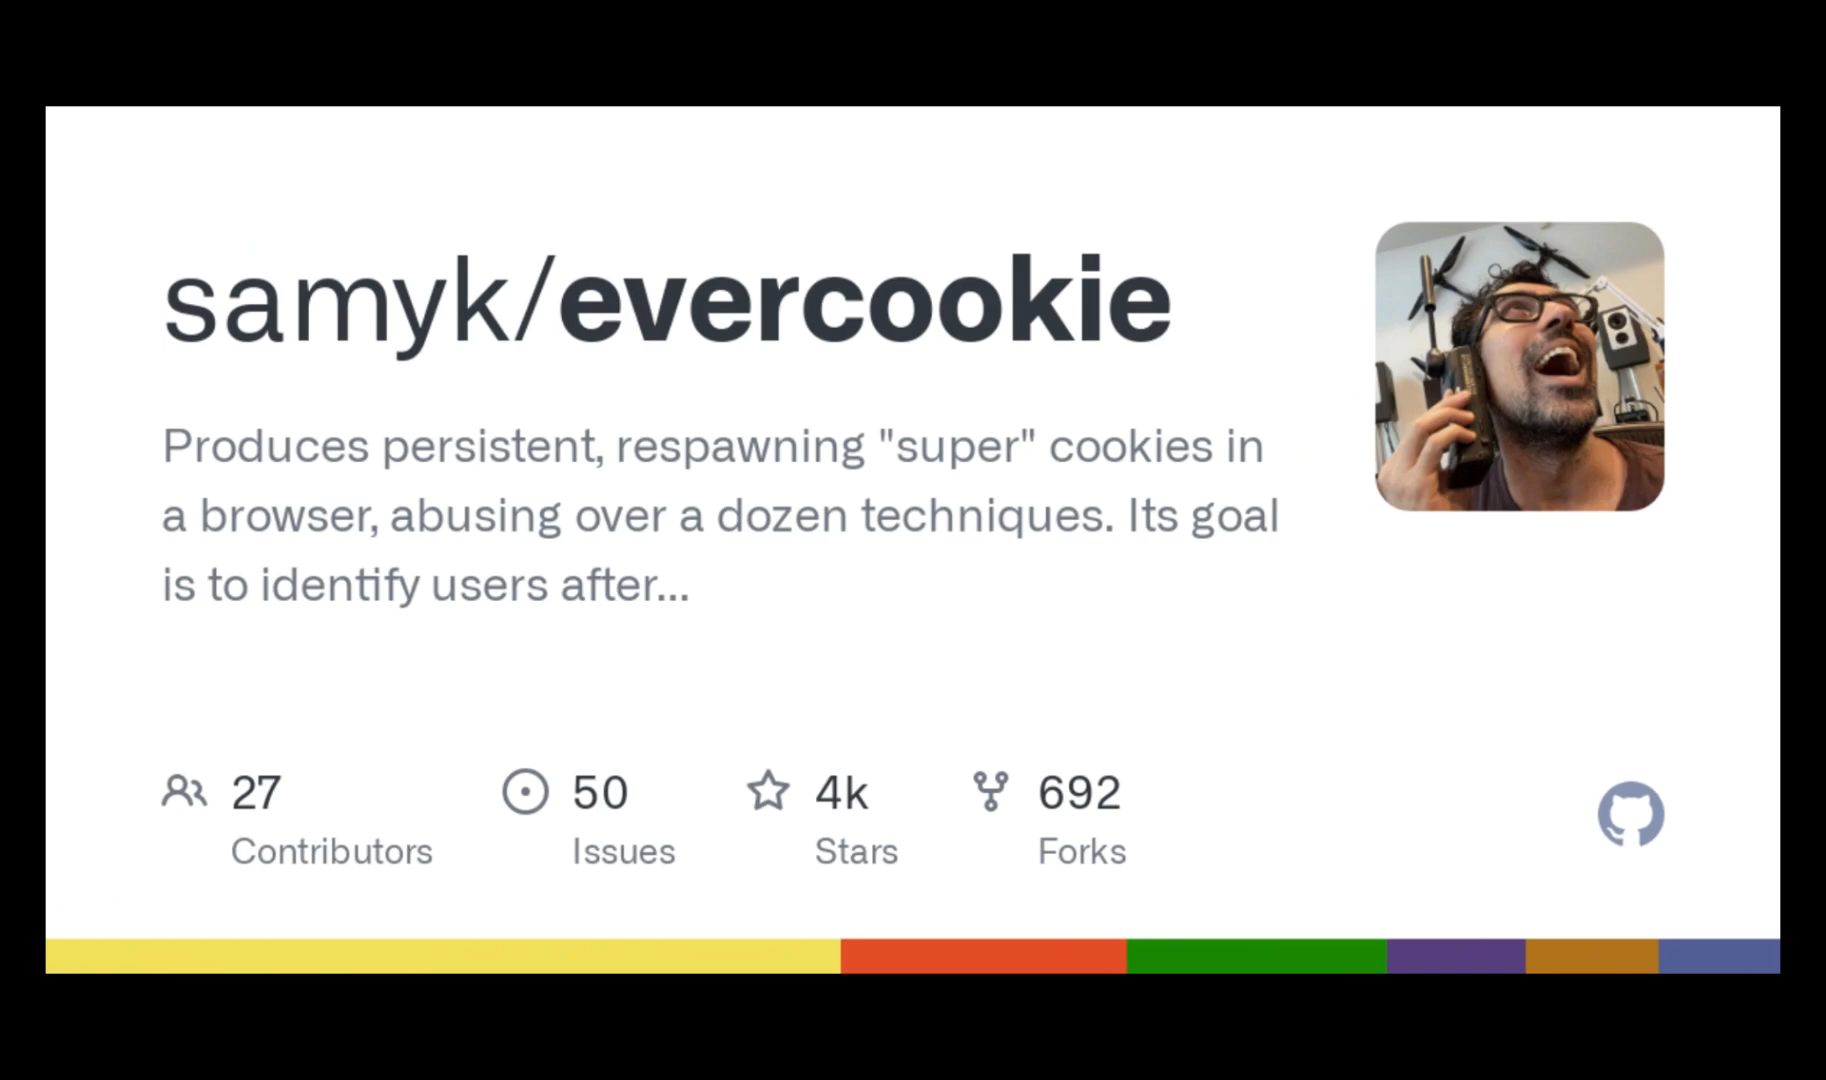 samyk/evercookie
Produces persistent, respawning "super" cookies in
a browser, abusing over a dozen techniques. Its goal
is to identify users after...
27
Contributors
50
Issues
4k
Stars
692
Forks